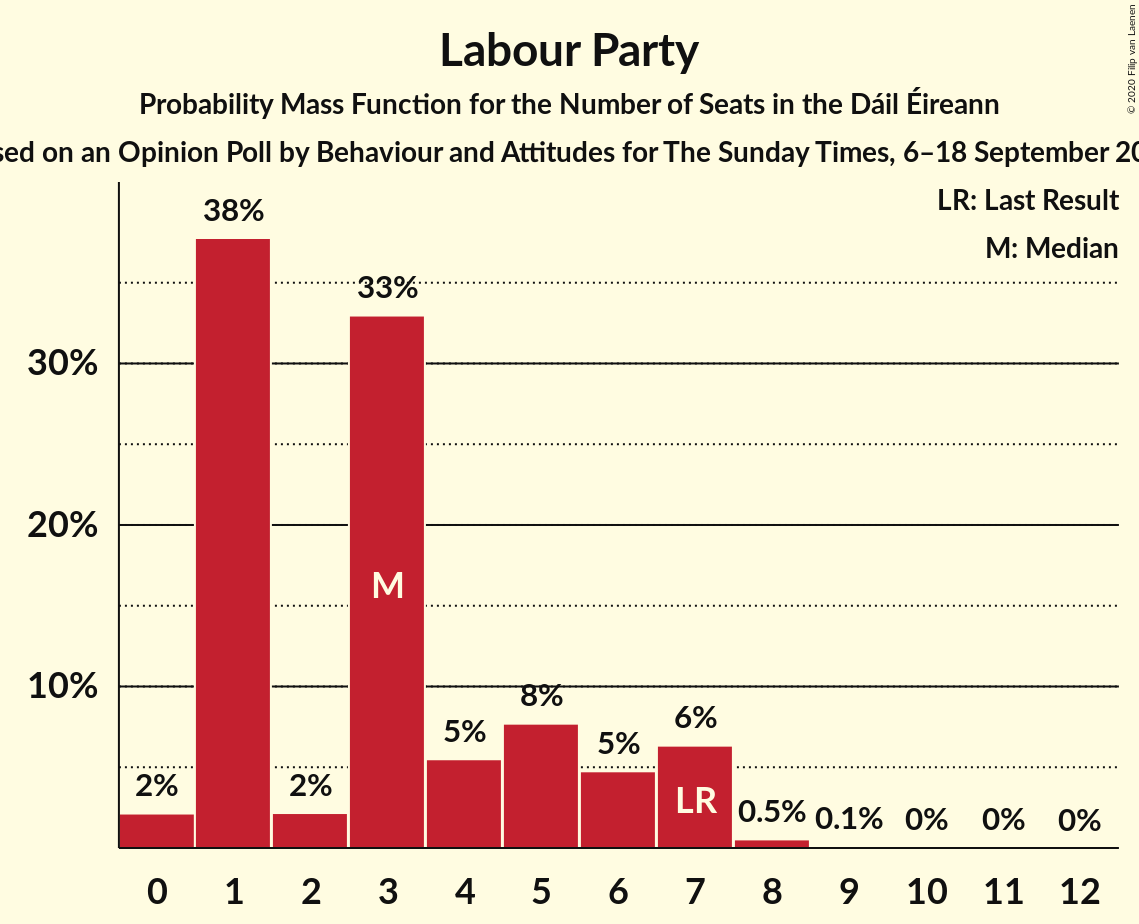 Labour Party
Probability Mass Function for the Number of Seats in the Dáil Éireann
on an Opinion Poll by Behaviour and Attitudes for The Sunday Times, 6–18 September
© 2020 Filip van Laenen
LR: Last Result
M: Median
38%
33%
30%
20%
M
10%
8%
6%
5%
5%
2%
2%
LR
0.5%
0.1%
0%
0%
0%
0 1 2 3 4 5 6 7 8 9 10 11 12